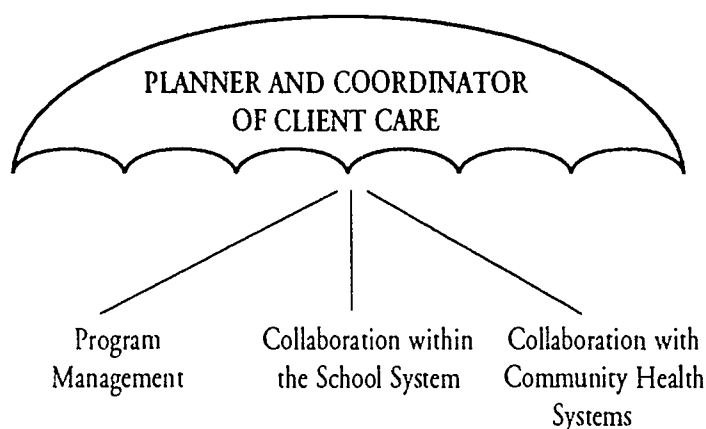 PLANNER AND COORDINATOR
OF CLIENT CARE
Program
Management
Collaboration within
the School System
Collaboration with
Community Health
Systems